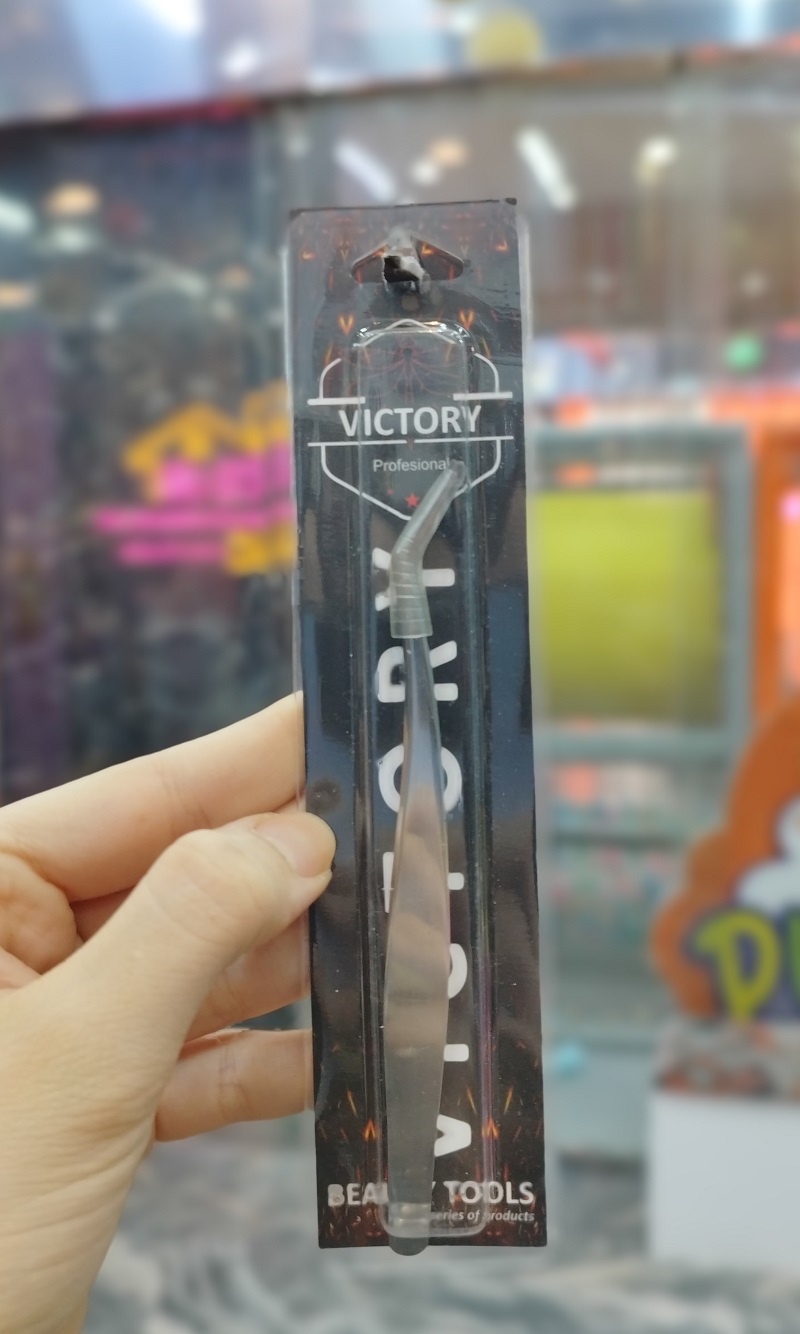 VICTORY
Profesional
VICTORY
BEAUTY TOOLS
series of products